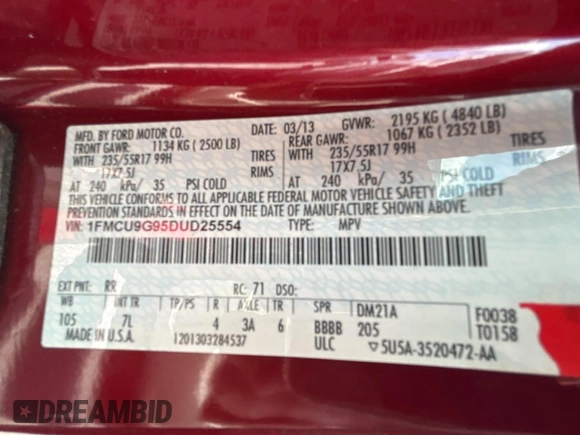 MFD. BY FORD MOTOR CO.
DATE: 03/13 GVWR: 2195 KG ( 4840 LB)
FRONT GAWR: 1134 KG ( 2500 LB)
REAR GAWR: 1067 KG ( 2352 LB)
WITH 235/55R17 99H TIRES
WITH 235/55R17 99H TIRES
17X7.5J RIMS
17X7.5J RIMS
AT 240 kPa/ 35 PSI COLD
AT 240 kPa/ 35 PSI COLD
THIS VEHICLE CONFORMS TO ALL APPLICABLE FEDERAL MOTOR VEHICLE SAFETY AND THEFT
PREVENTION STANDARDS IN EFFECT ON THE DATE OF MANUFACTURE SHOWN ABOVE.
VIN: 1FMCU9G95DUD25554 TYPE: MPV
EXT PNT: RR RC: 71 DSO:
WB INT TR TP/PS R AXLE TR SPR DM21A F0038
105 7L 4 3A 6 BBBB 205 T0158
MADE IN U.S.A. 1201303284537 ULC 5U5A-3520472-AA
DREAMBID